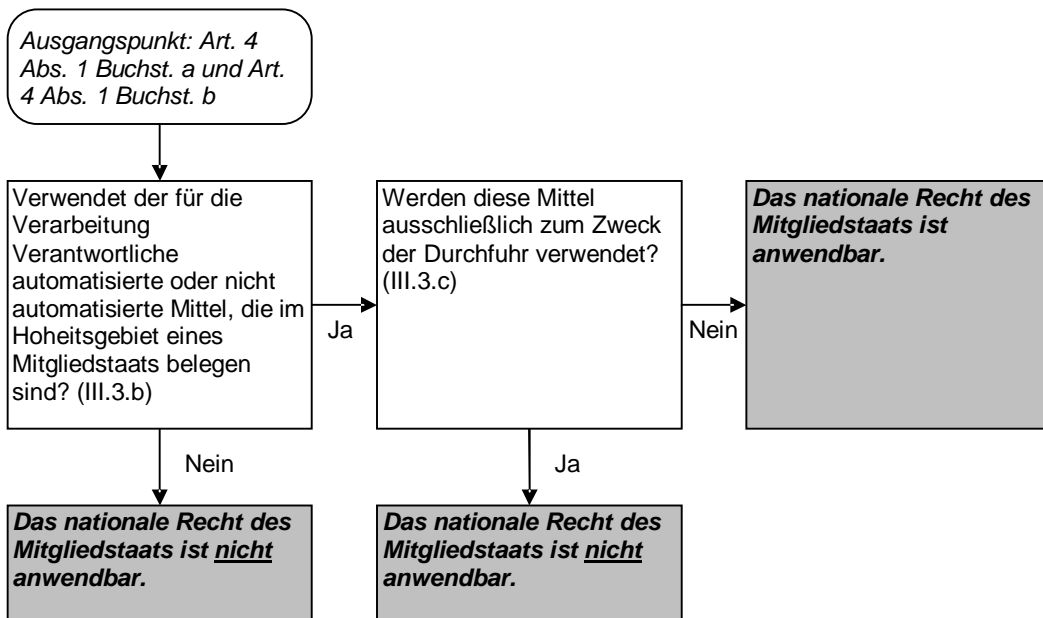 Ausgangspunkt: Art. 4
Abs. 1 Buchst. a und Art.
4 Abs. 1 Buchst. b
Verwendet der für die
Verarbeitung
Verantwortliche
automatisierte oder nicht
automatisierte Mittel, die im
Hoheitsgebiet eines
Mitgliedstaats belegen
sind? (III.3.b)
Ja
Werden diese Mittel
ausschließlich zum Zweck
der Durchfuhr verwendet?
(III.3.c)
Nein
Das nationale Recht des
Mitgliedstaats ist
anwendbar.
Nein
Ja
Das nationale Recht des
Mitgliedstaats ist nicht
anwendbar.
Das nationale Recht des
Mitgliedstaats ist nicht
anwendbar.